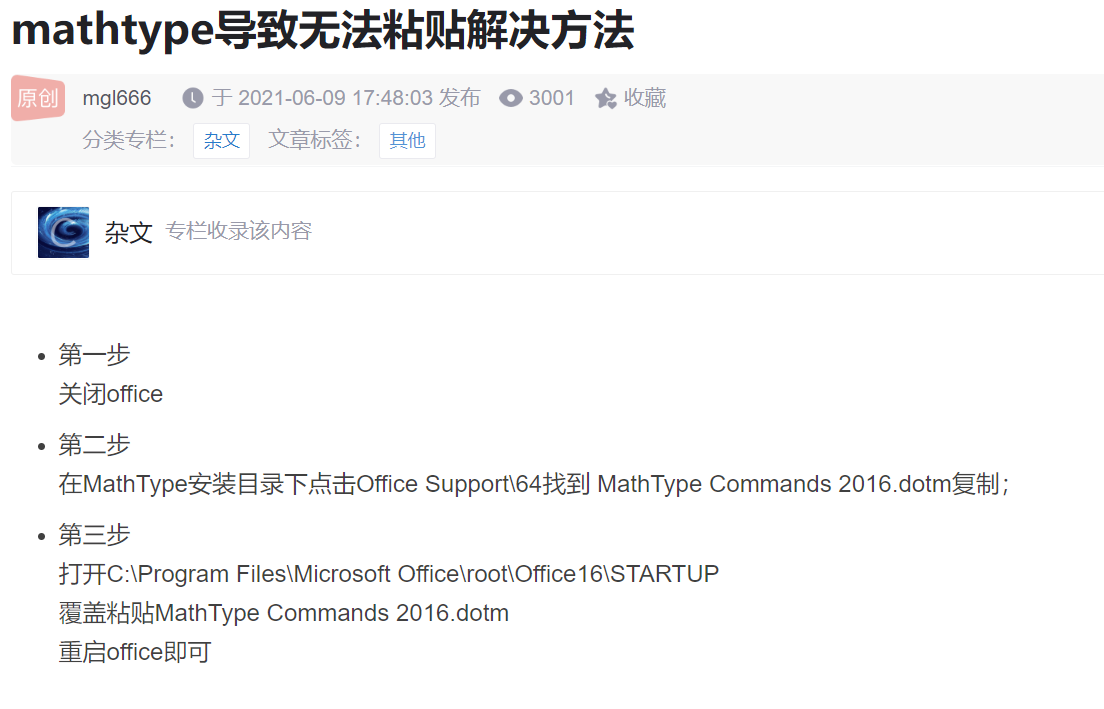 mathtype导致无法粘贴解决方法
原创 mgl666 于 2021-06-09 17:48:03 发布 3001 收藏
分类专栏： 杂文 文章标签： 其他
杂文 专栏收录该内容
第一步
关闭office
第二步
在MathType安装目录下点击Office Support\64找到 MathType Commands 2016.dotm复制；
第三步
打开C:\Program Files\Microsoft Office\root\Office16\STARTUP
覆盖粘贴MathType Commands 2016.dotm
重启office即可